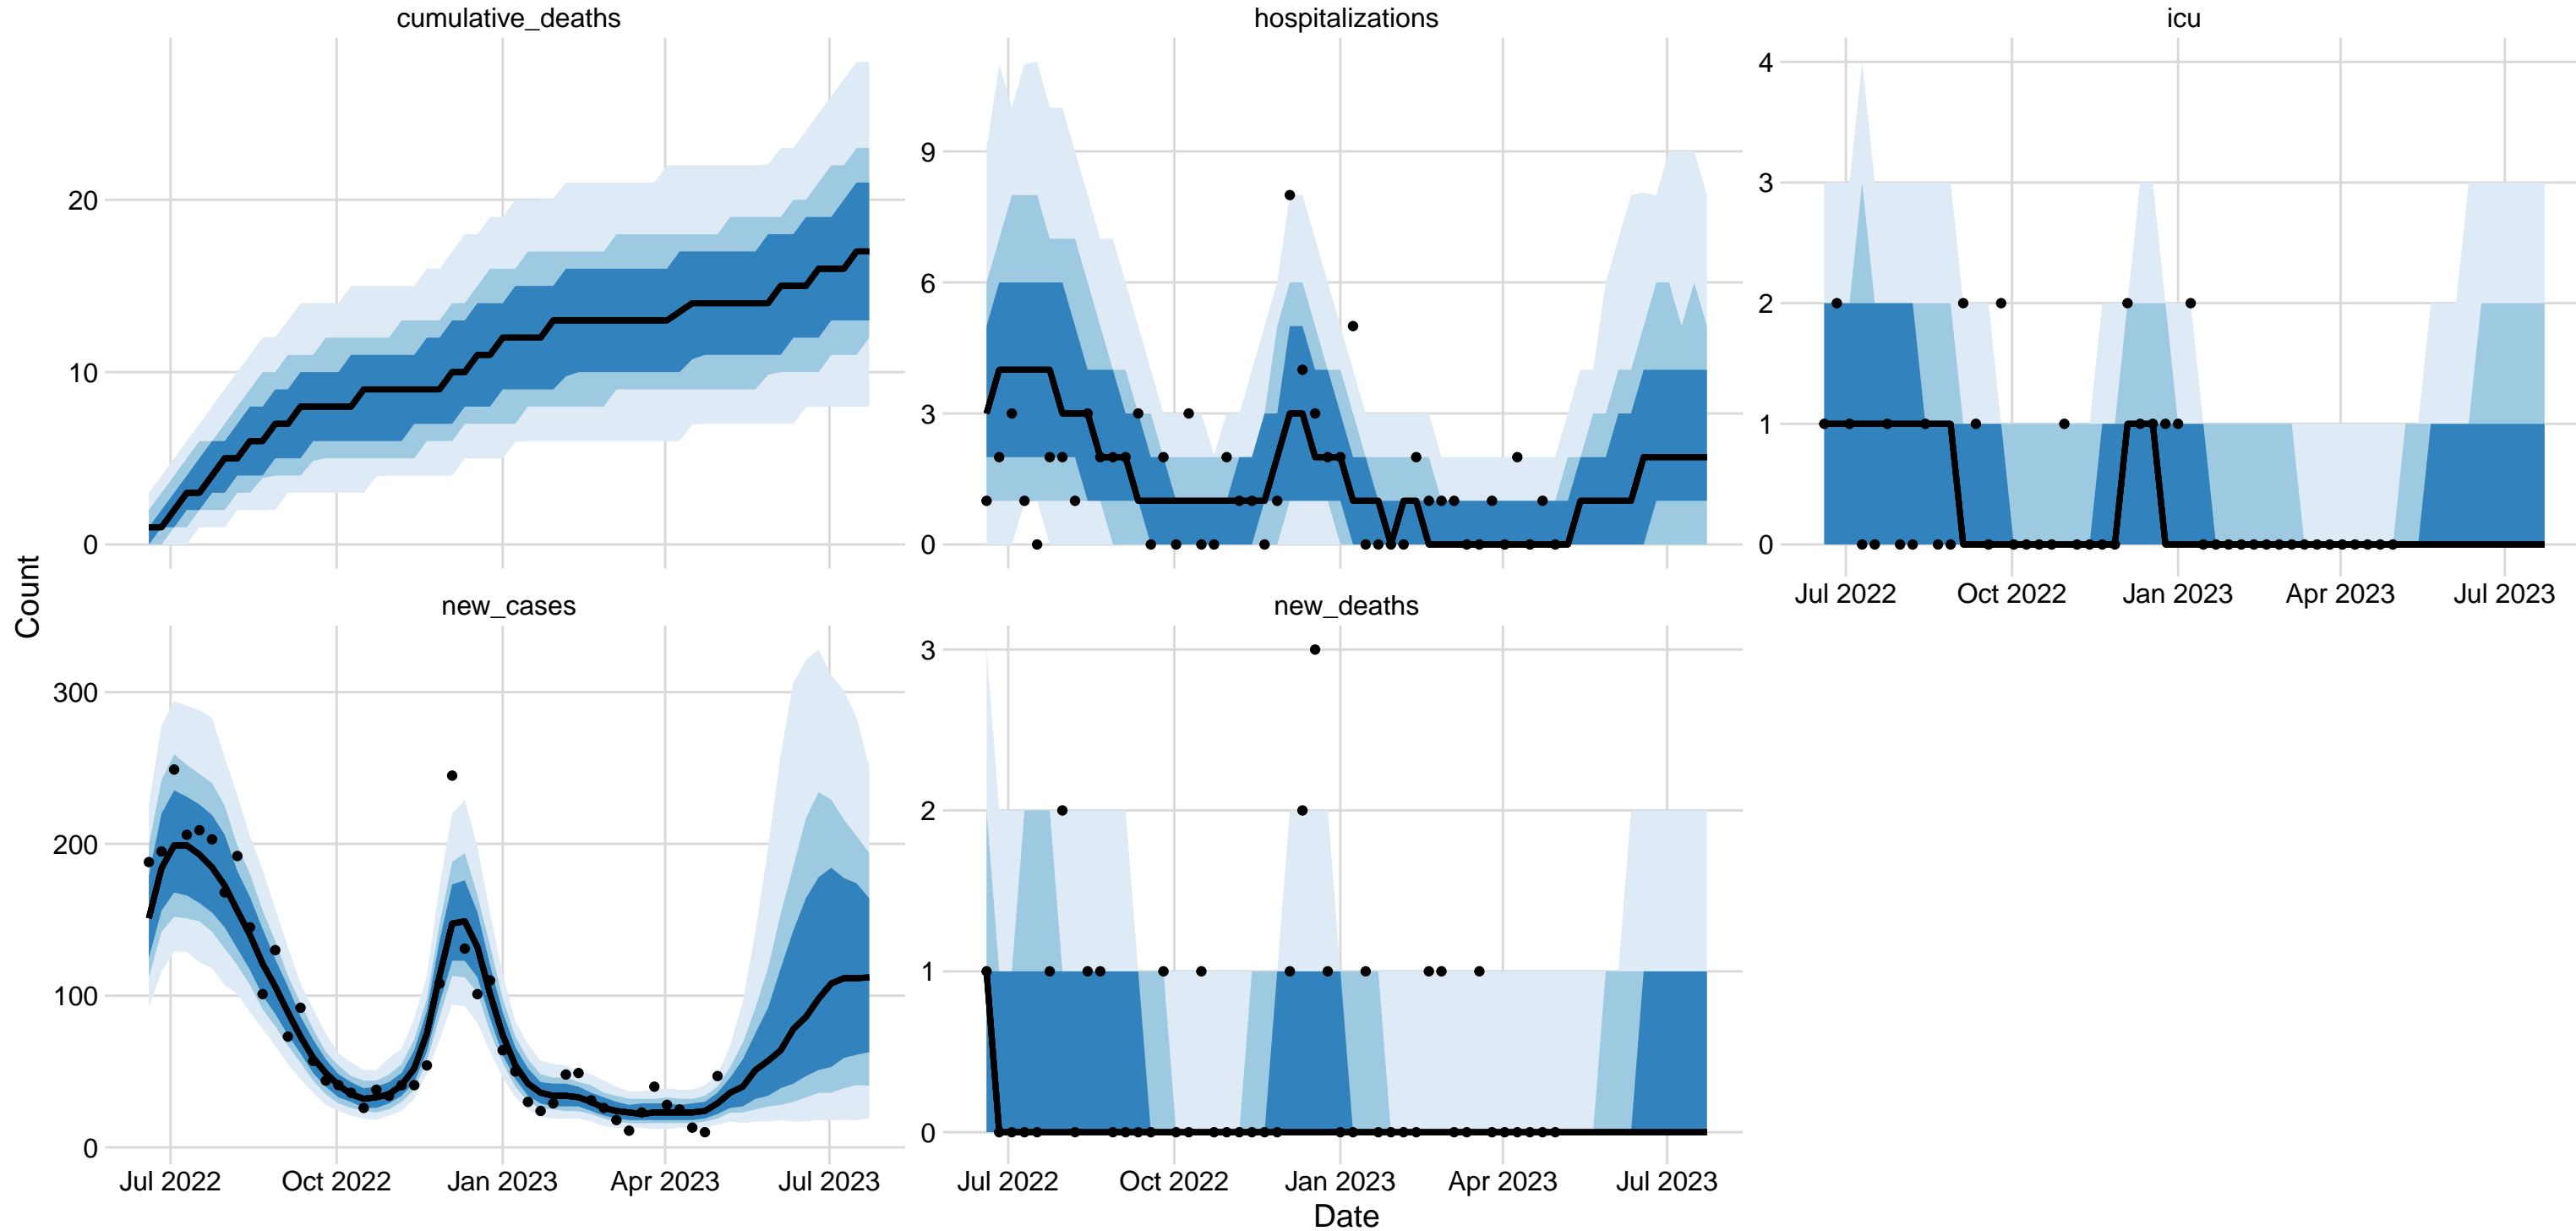 cumulative_deaths
hospitalizations
icu
20
10
0
9
6
3
0
4
3
2
1
0
Jul 2022 Oct 2022 Jan 2023 Apr 2023 Jul 2023
Count
new_cases
new_deaths
300
200
100
0
3
2
1
0
Jul 2022 Oct 2022 Jan 2023 Apr 2023 Jul 2023
Jul 2022 Oct 2022 Jan 2023 Apr 2023 Jul 2023
Date